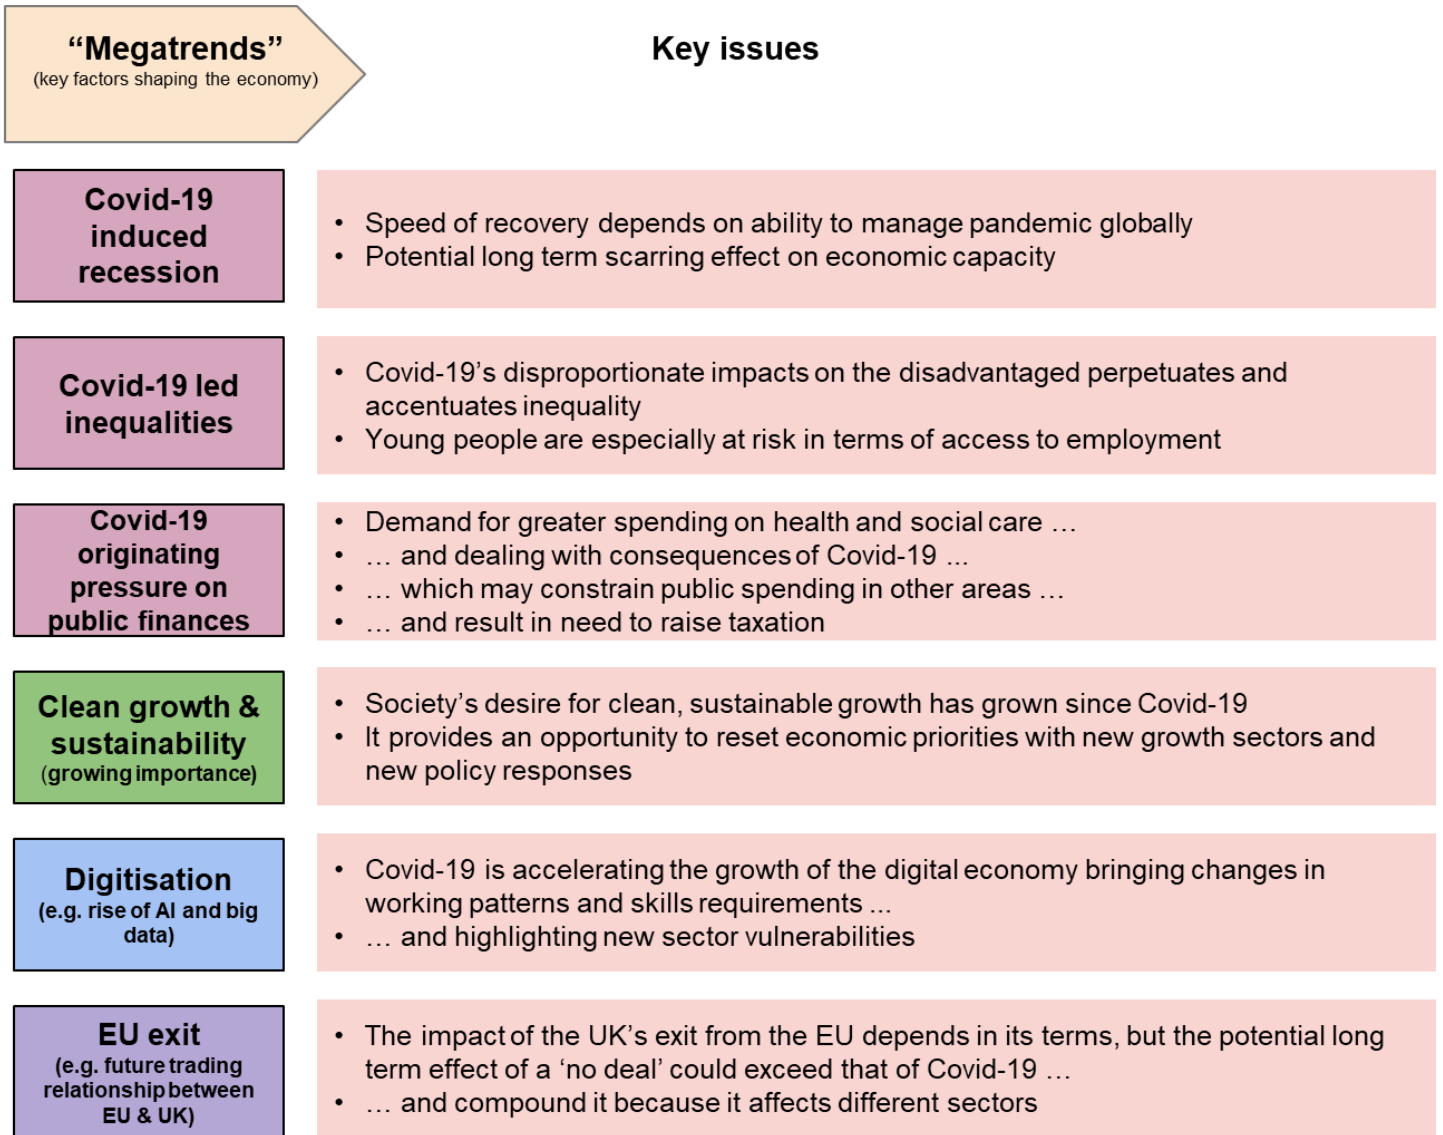 “Megatrends”
(key factors shaping the economy)
Key issues
Covid-19
induced
recession
• Speed of recovery depends on ability to manage pandemic globally
• Potential long term scarring effect on economic capacity
Covid-19 led
inequalities
• Covid-19’s disproportionate impacts on the disadvantaged perpetuates and
accentuates inequality
• Young people are especially at risk in terms of access to employment
Covid-19
originating
pressure on
public finances
• Demand for greater spending on health and social care …
• … and dealing with consequences of Covid-19 ...
• … which may constrain public spending in other areas …
• … and result in need to raise taxation
Clean growth &
sustainability
(growing importance)
• Society’s desire for clean, sustainable growth has grown since Covid-19
• It provides an opportunity to reset economic priorities with new growth sectors and
new policy responses
Digitisation
(e.g. rise of AI and big
data)
• Covid-19 is accelerating the growth of the digital economy bringing changes in
working patterns and skills requirements ...
• … and highlighting new sector vulnerabilities
EU exit
(e.g. future trading
relationship between
EU & UK)
• The impact of the UK’s exit from the EU depends in its terms, but the potential long
term effect of a ‘no deal’ could exceed that of Covid-19 …
• … and compound it because it affects different sectors